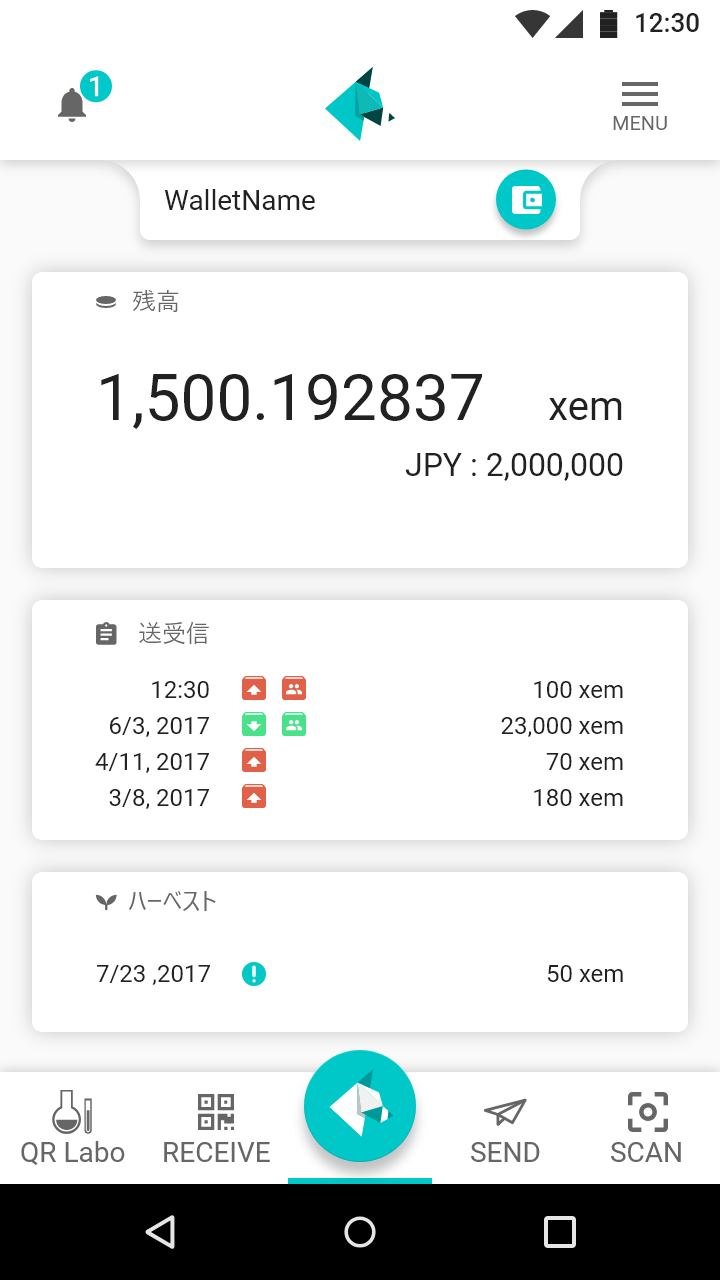 12:30
1
MENU
WalletName
残高
1,500.192837 xem
JPY : 2,000,000
送受信
12:30 100 xem
6/3, 2017 23,000 xem
4/11, 2017 70 xem
3/8, 2017 180 xem
ハーベスト
7/23 ,2017 50 xem
QR Labo RECEIVE SEND SCAN